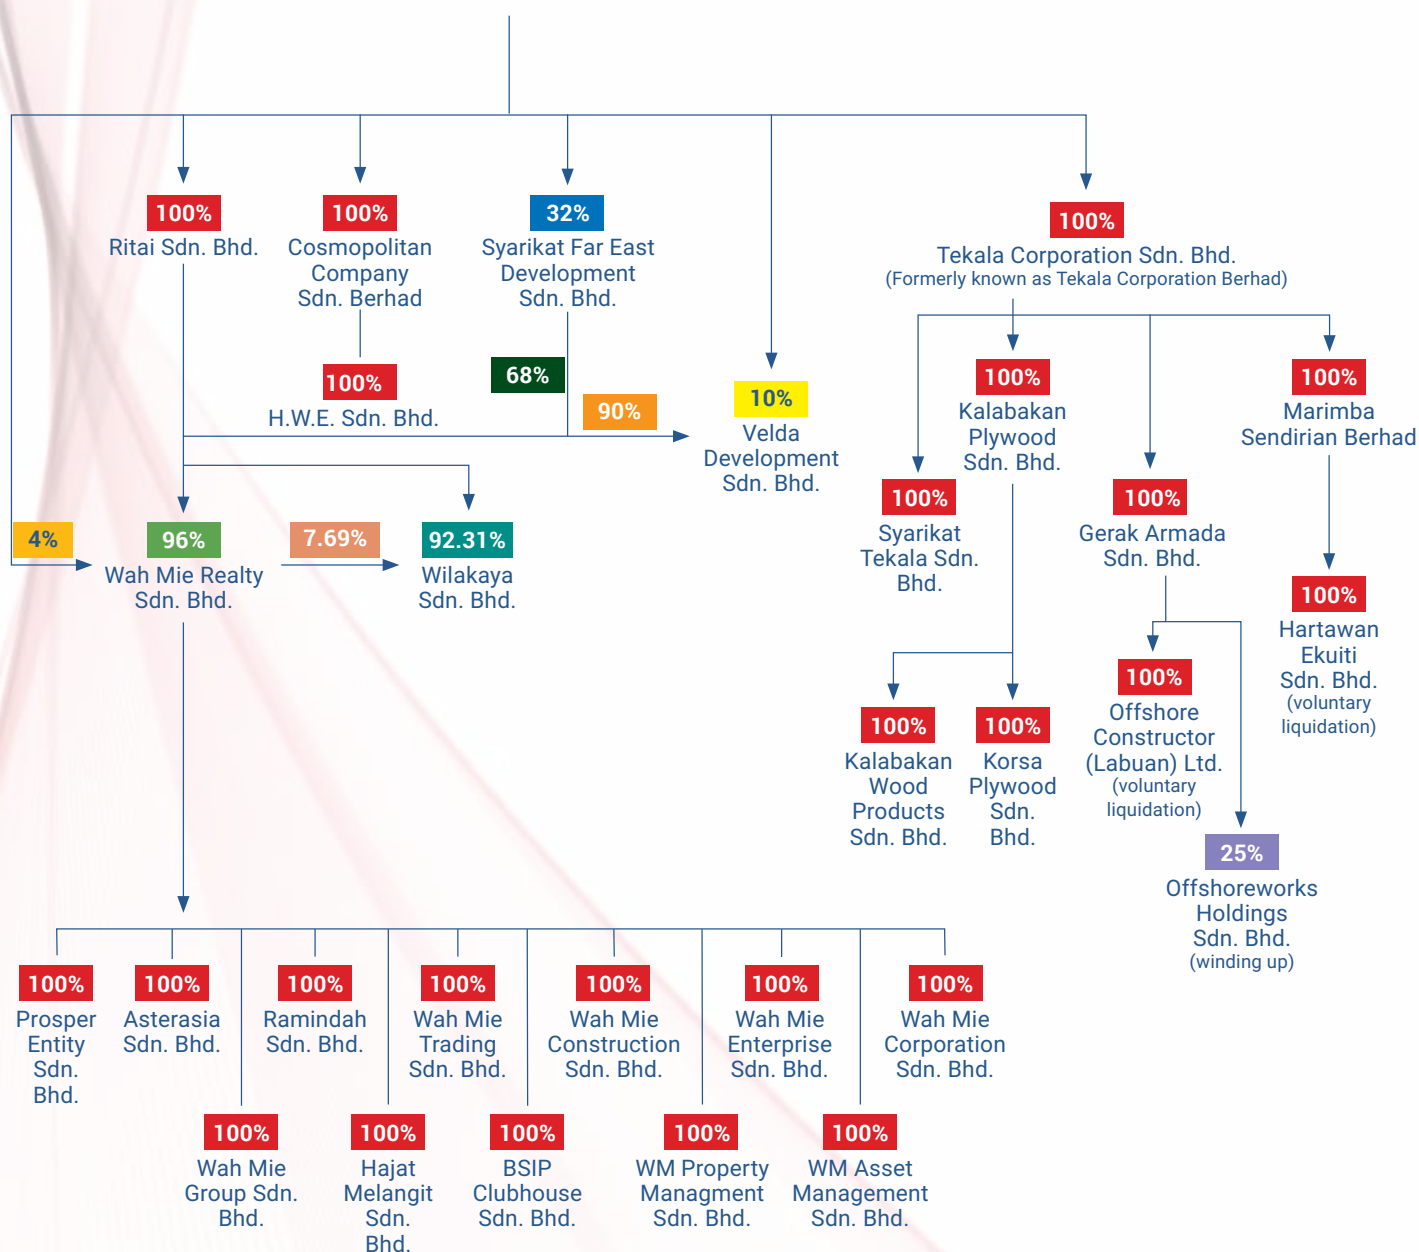 100%
Ritai Sdn. Bhd.
100%
Cosmopolitan
Company
Sdn. Berhad
100%
H.W.E. Sdn. Bhd.
32%
Syarikat Far East
Development
Sdn. Bhd.
68%
90%
10%
Velda
Development
Sdn. Bhd.
100%
Tekala Corporation Sdn. Bhd.
(Formerly known as Tekala Corporation Berhad)
100%
Syarikat
Tekala Sdn.
Bhd.
100%
Kalabakan
Plywood
Sdn. Bhd.
100%
Gerak Armada
Sdn. Bhd.
100%
Marimba
Sendirian Berhad
4%
96%
Wah Mie Realty
Sdn. Bhd.
7.69%
92.31%
Wilakaya
Sdn. Bhd.
100%
Kalabakan
Wood
Products
Sdn. Bhd.
100%
Korsa
Plywood
Sdn.
Bhd.
100%
Offshore
Constructor
(Labuan) Ltd.
(voluntary
liquidation)
25%
Offshoreworks
Holdings
Sdn. Bhd.
(winding up)
100%
Hartawan
Ekuiti
Sdn. Bhd.
(voluntary
liquidation)
100%
Prosper
Entity
Sdn.
Bhd.
100%
Asterasia
Sdn. Bhd.
100%
Ramindah
Sdn. Bhd.
100%
Wah Mie
Trading
Sdn. Bhd.
100%
Wah Mie
Construction
Sdn. Bhd.
100%
Wah Mie
Enterprise
Sdn. Bhd.
100%
Wah Mie
Corporation
Sdn. Bhd.
100%
Wah Mie
Group Sdn.
Bhd.
100%
Hajat
Melangit
Sdn.
Bhd.
100%
BSIP
Clubhouse
Sdn. Bhd.
100%
WM Property
Managment
Sdn. Bhd.
100%
WM Asset
Management
Sdn. Bhd.